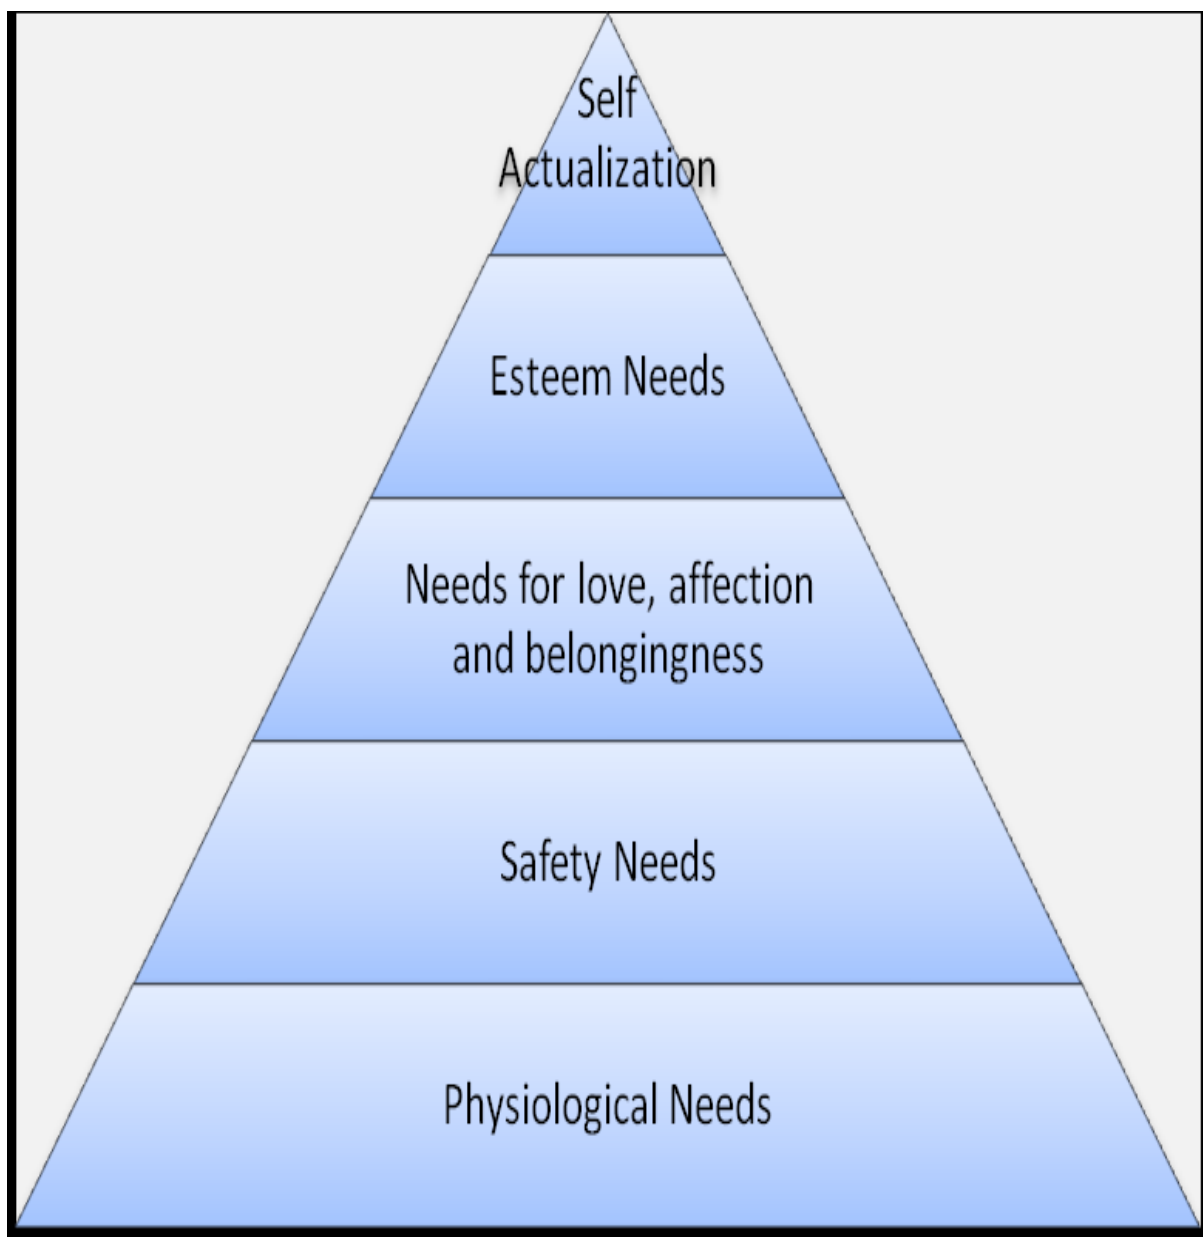 Self
Actualization
Esteem Needs
Needs for love, affection
and belongingness
Safety Needs
Physiological Needs